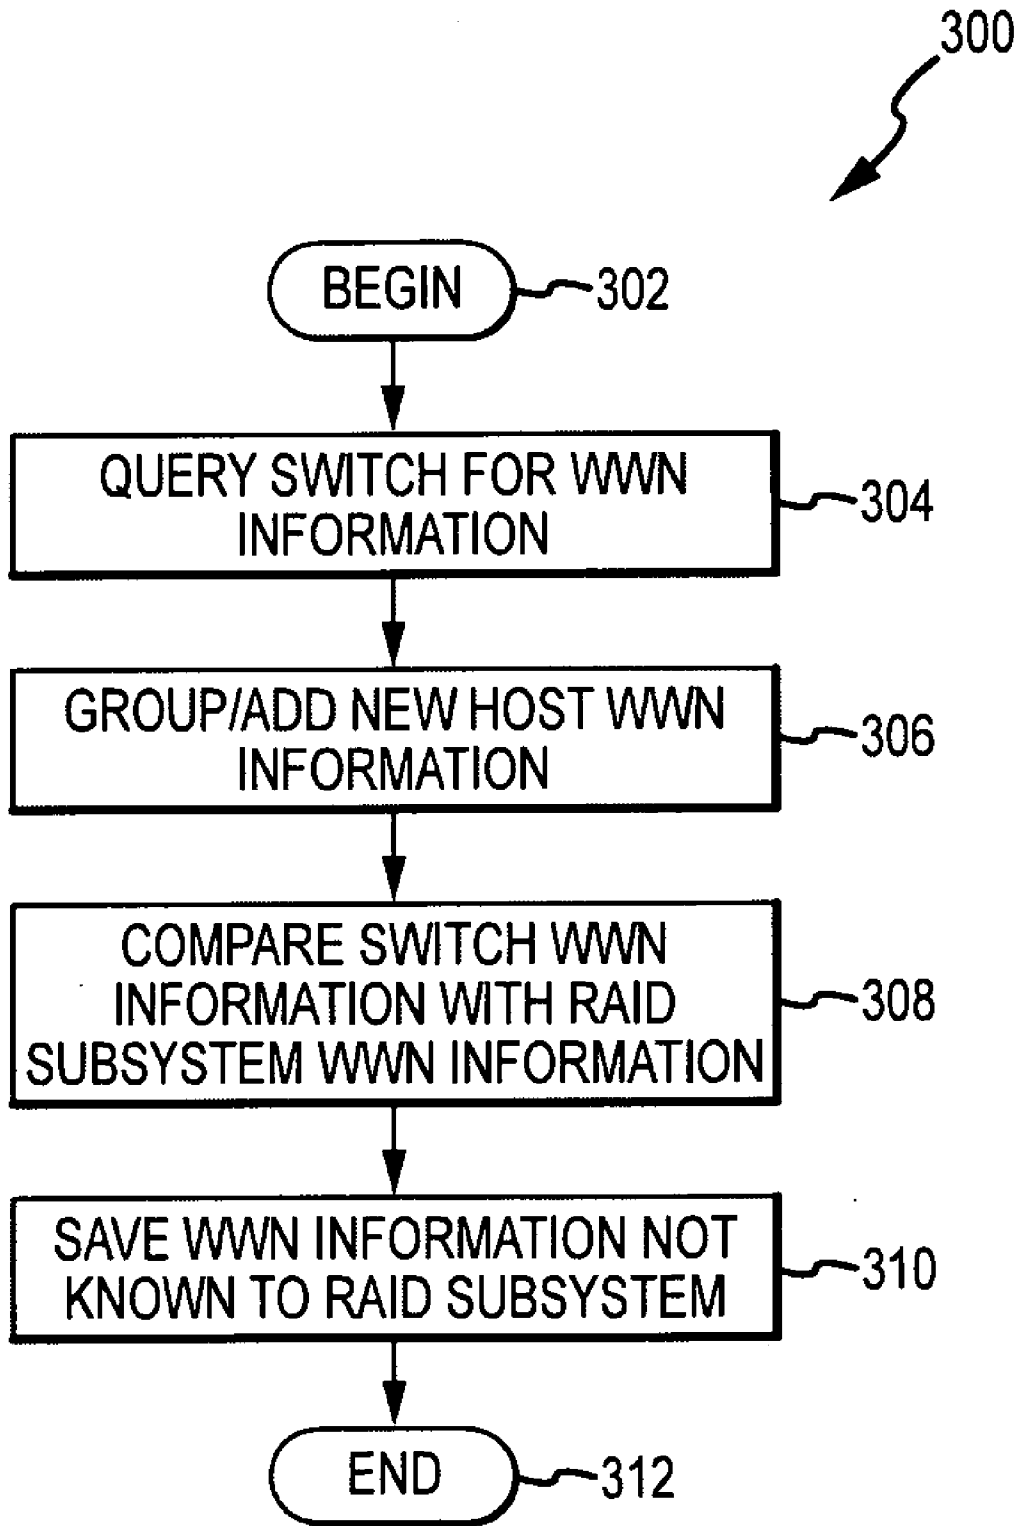 300
BEGIN
302
QUERY SWITCH FOR WWN
INFORMATION
304
GROUP/ADD NEW HOST WWN
INFORMATION
306
COMPARE SWITCH WWN
INFORMATION WITH RAID
SUBSYSTEM WWN INFORMATION
308
SAVE WWN INFORMATION NOT
KNOWN TO RAID SUBSYSTEM
310
END
312